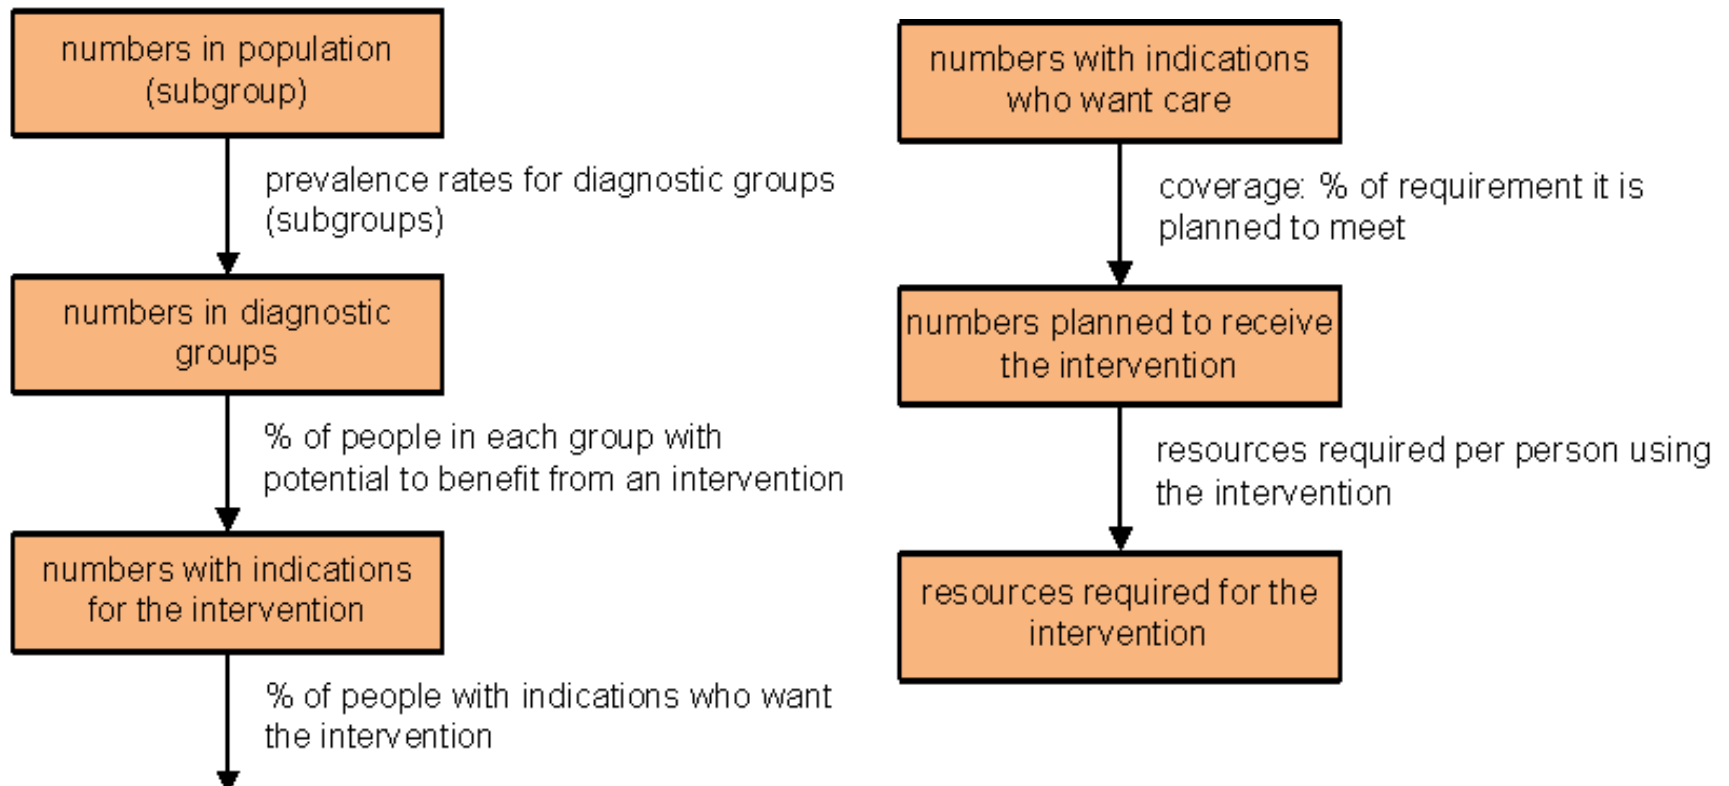 numbers in population
(subgroup)
prevalence rates for diagnostic groups
(subgroups)
numbers in diagnostic
groups
% of people in each group with
potential to benefit from an intervention
numbers with indications
for the intervention
% of people with indications who want
the intervention
numbers with indications
who want care
coverage: % of requirement it is
planned to meet
numbers planned to receive
the intervention
resources required per person using
the intervention
resources required for the
intervention